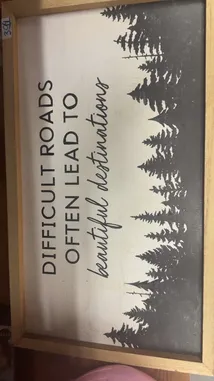 DIFFICULT ROADS
OFTEN LEAD TO
beautiful destinations